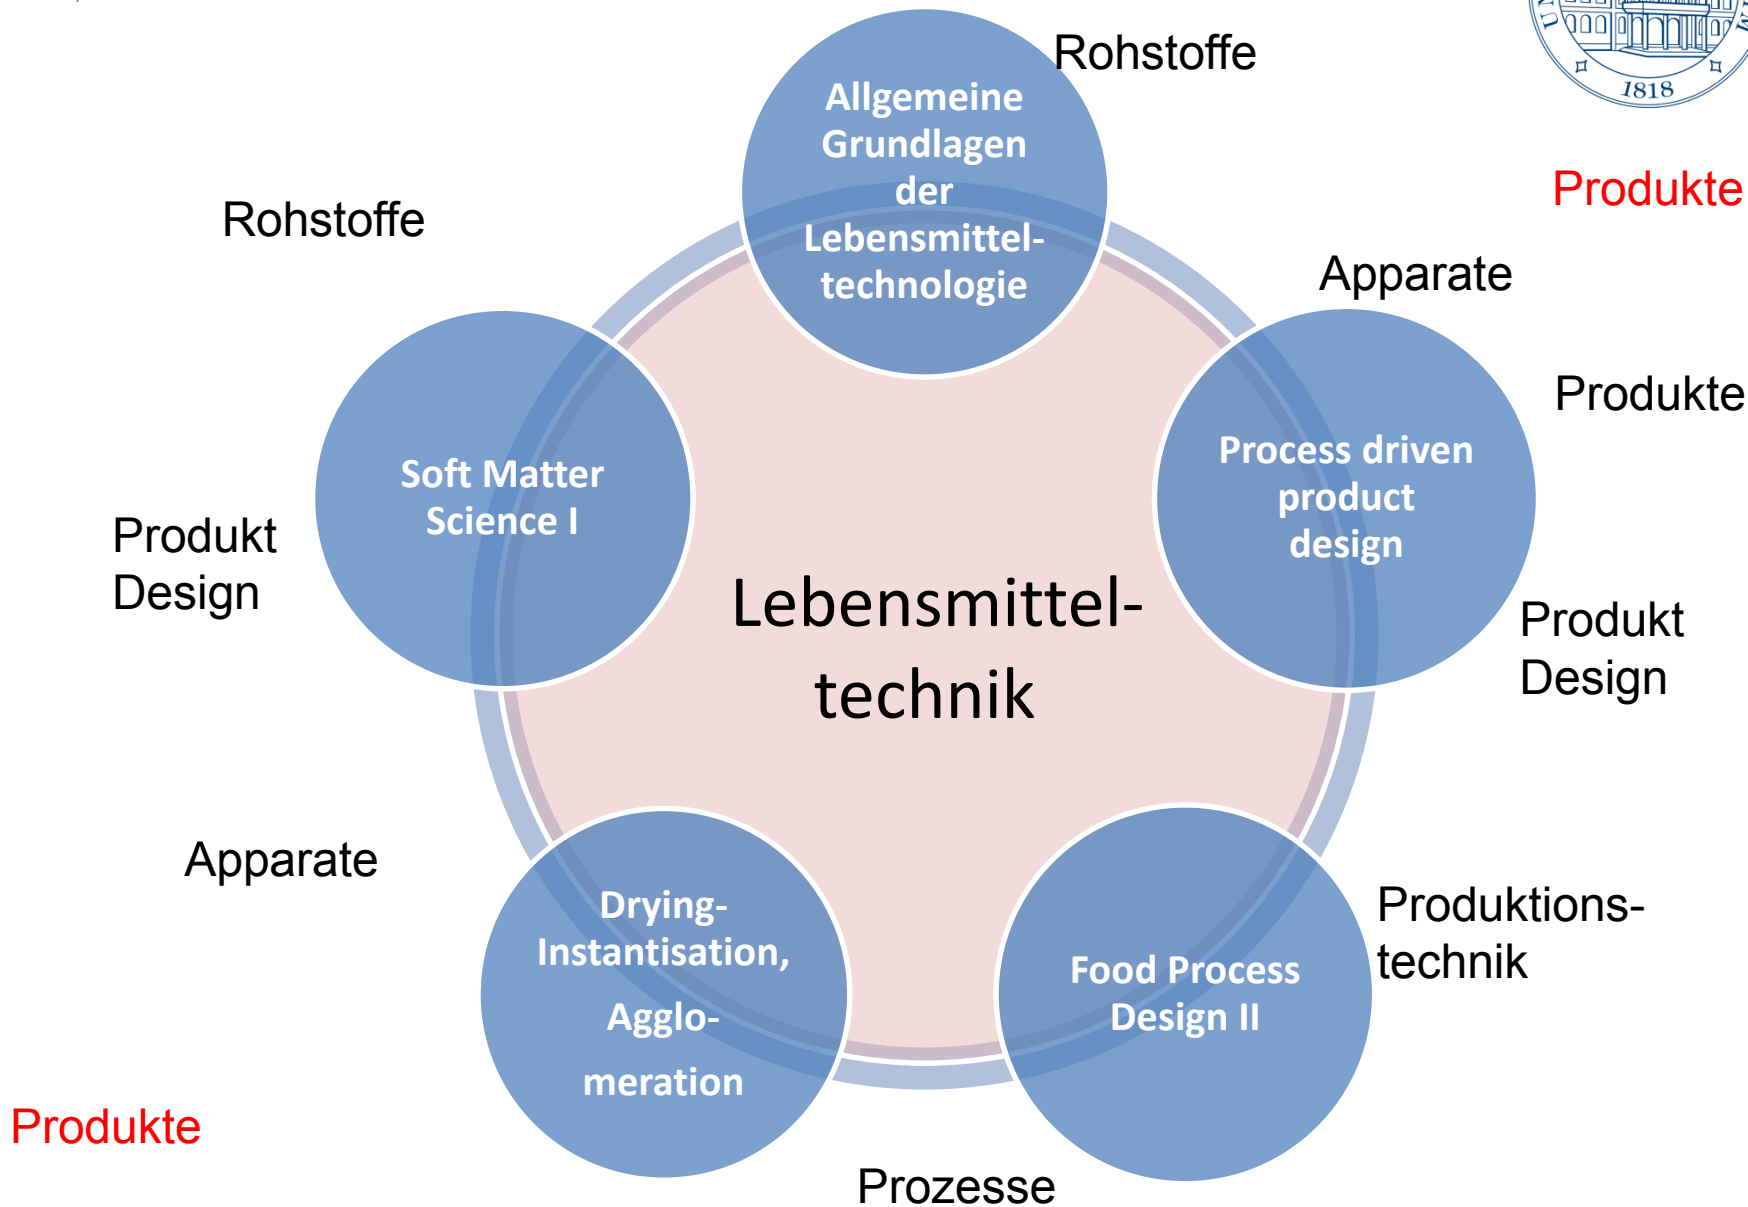 Rohstoffe
1818
Allgemeine
Grundlagen
der
Lebensmittel-
technologie
Produkte
Rohstoffe
Apparate
Produkte
Process driven
product
design
Soft Matter
Science I
Produkt
Design
Lebensmittel-
technik
Produkt
Design
Apparate
Drying-
Instantisation,
Agglo-
meration
Food Process
Design II
Produktions-
technik
Produkte
Prozesse